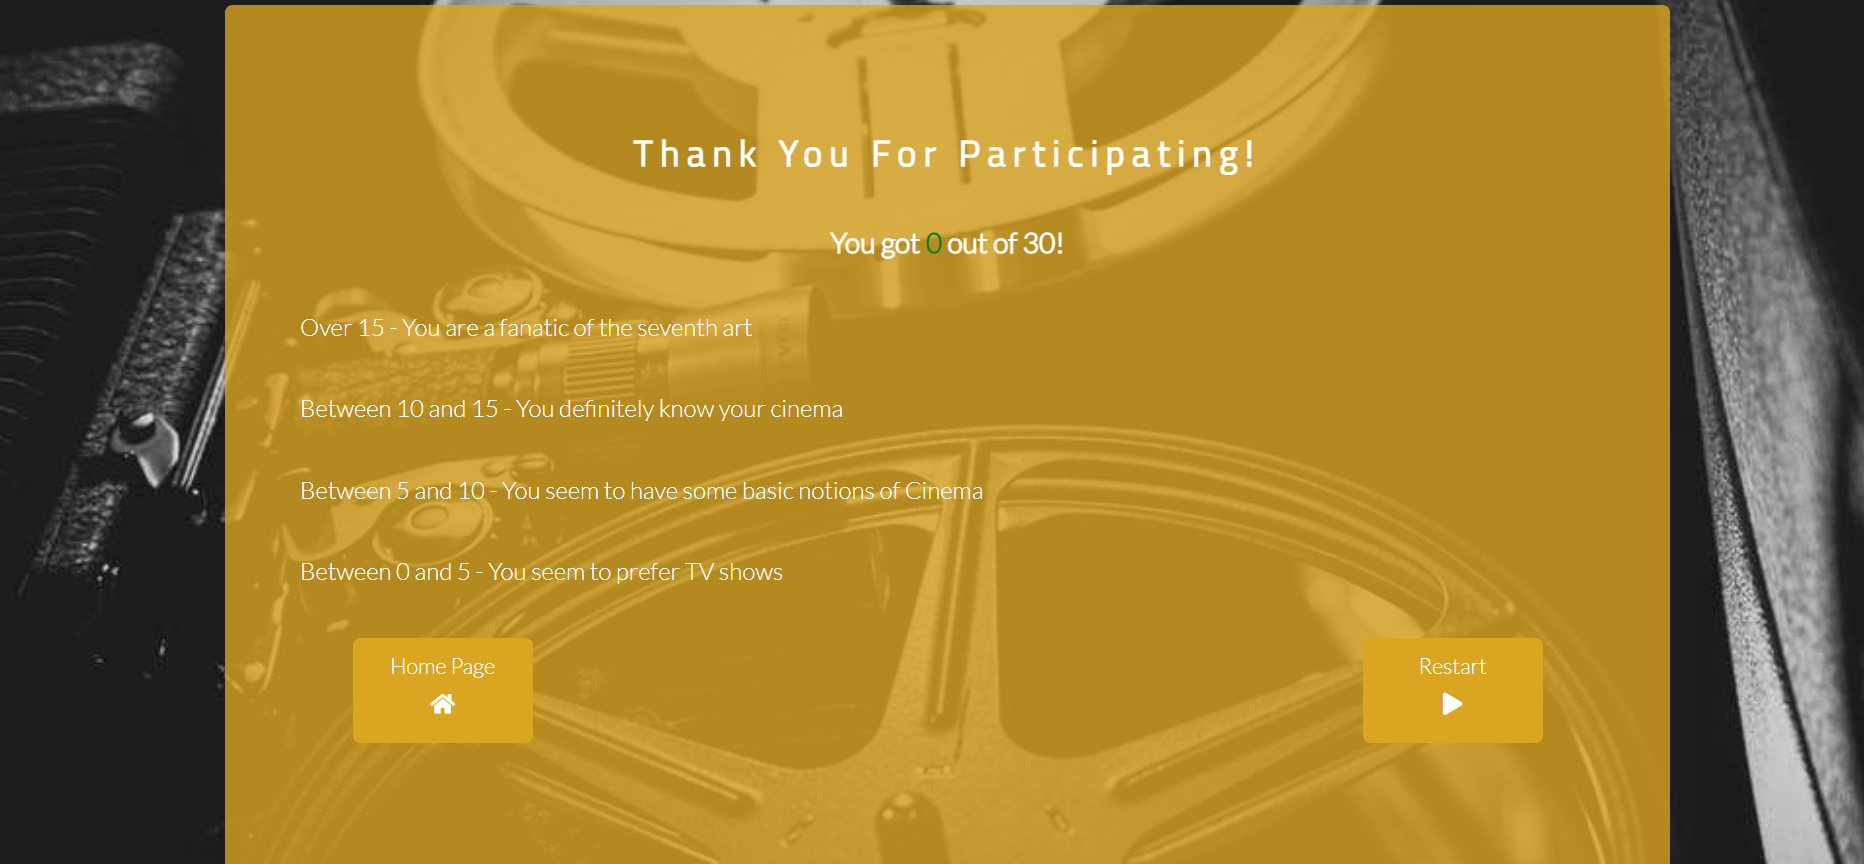 Thank You For Participating!
You got 0 out of 30!
Over 15 - You are a fanatic of the seventh art
Between 10 and 15 - You definitely know your cinema
Between 5 and 10 - You seem to have some basic notions of Cinema
Between 0 and 5 - You seem to prefer TV shows
Home Page
Restart